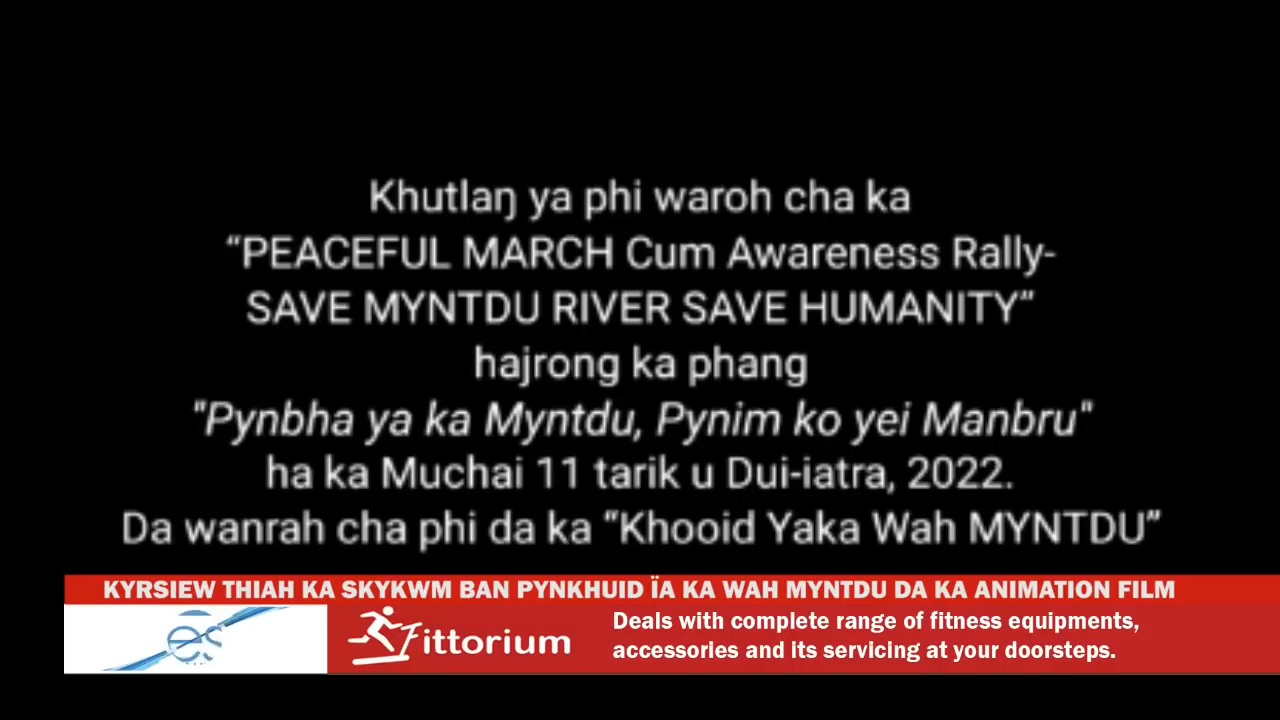 Khutlaŋ ya phi waroh cha ka
“PEACEFUL MARCH Cum Awareness Rally-
SAVE MYNTDU RIVER SAVE HUMANITY”
hajrong ka phang
"Pynbha ya ka Myntdu, Pynim ko yei Manbru"
ha ka Muchai 11 tarik u Dui-iatra, 2022.
Da wanrah cha phi da ka “Khooid Yaka Wah MYNTDU”
KYRSIEW THIAH KA SKYKWM BAN PYNKHUID ÏA KA WAH MYNTDU DA KA ANIMATION FILM
es
Fittorium
Deals with complete range of fitness equipments,
accessories and its servicing at your doorsteps.